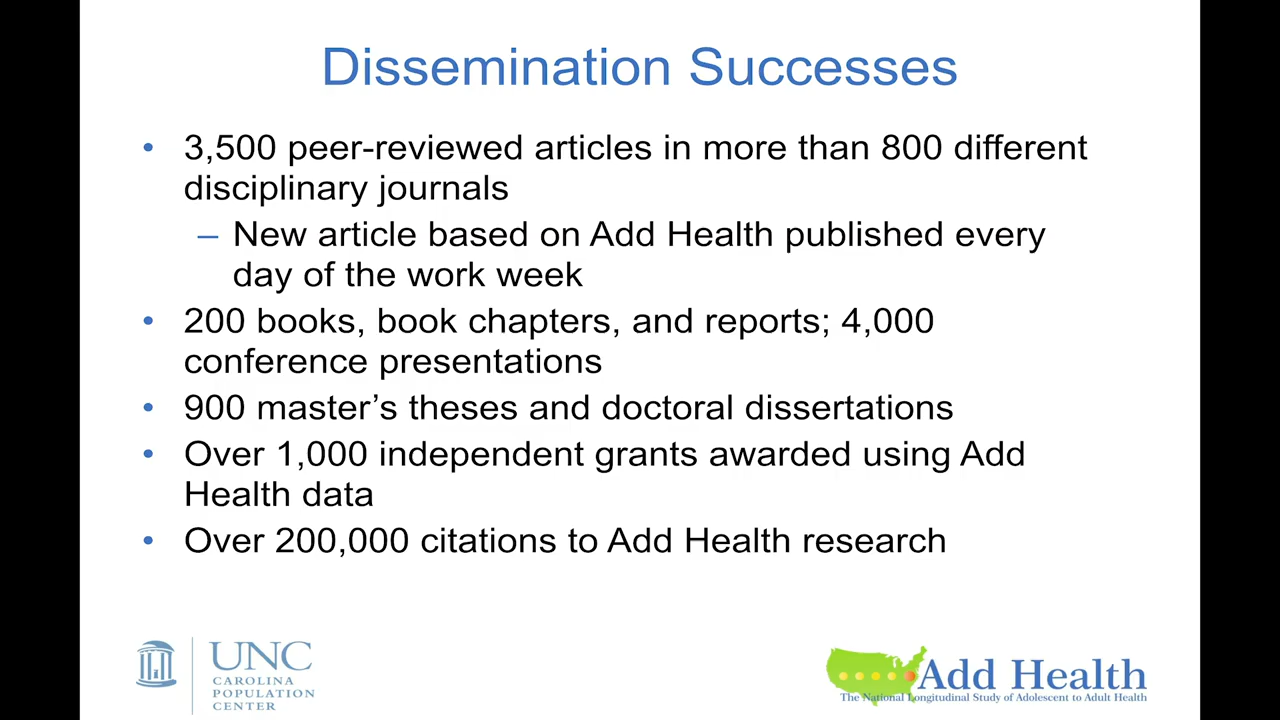 Dissemination Successes
• 3,500 peer-reviewed articles in more than 800 different
disciplinary journals
– New article based on Add Health published every
day of the work week
• 200 books, book chapters, and reports; 4,000
conference presentations
• 900 master’s theses and doctoral dissertations
• Over 1,000 independent grants awarded using Add
Health data
• Over 200,000 citations to Add Health research
UNC
CAROLINA
POPULATION
CENTER
Add Health
The National Longitudinal Study of Adolescent to Adult Health